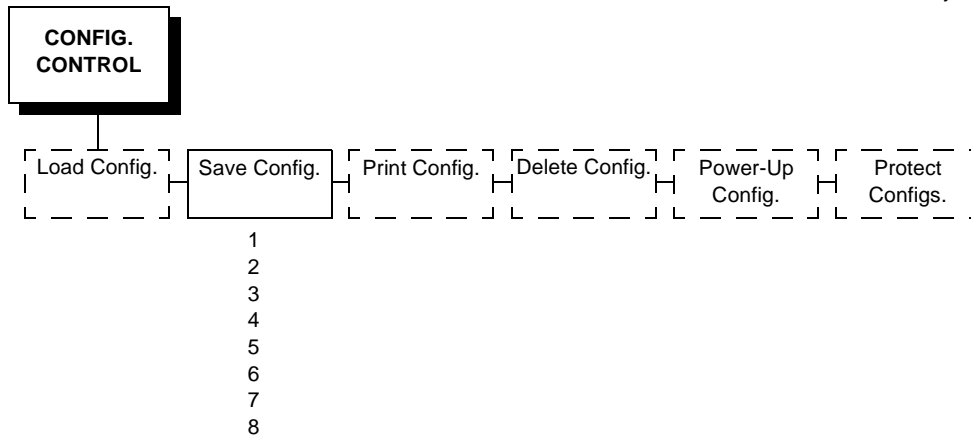 CONFIG.
CONTROL
Load Config.
Save Config.
Print Config.
Delete Config.
Power-Up
Config.
Protect
Configs.
1
2
3
4
5
6
7
8